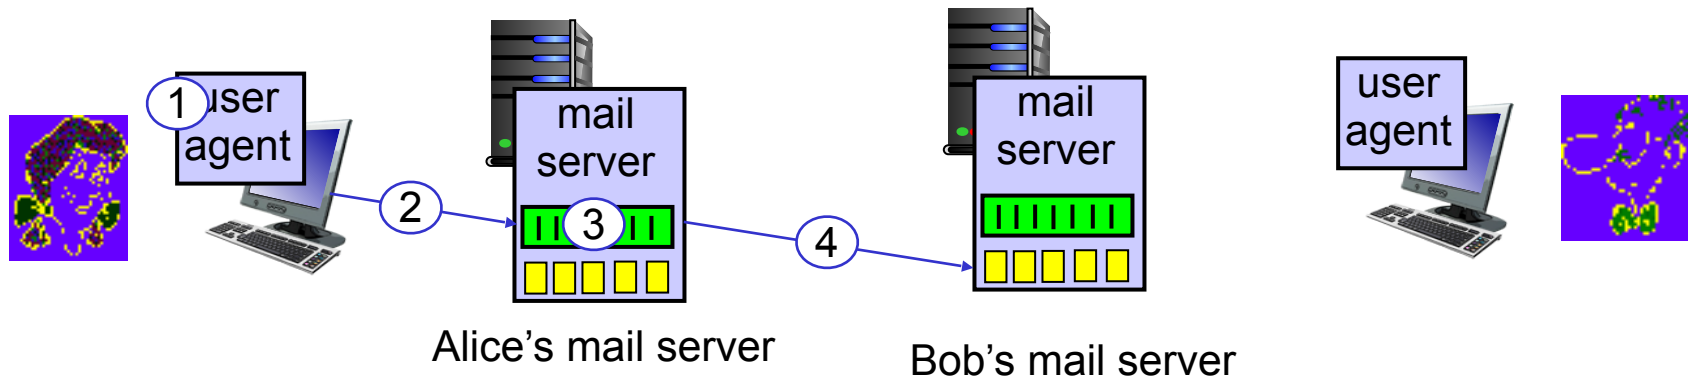 1
user
agent
2
mail
server
3
Alice’s mail server
4
mail
server
Bob’s mail server
user
agent